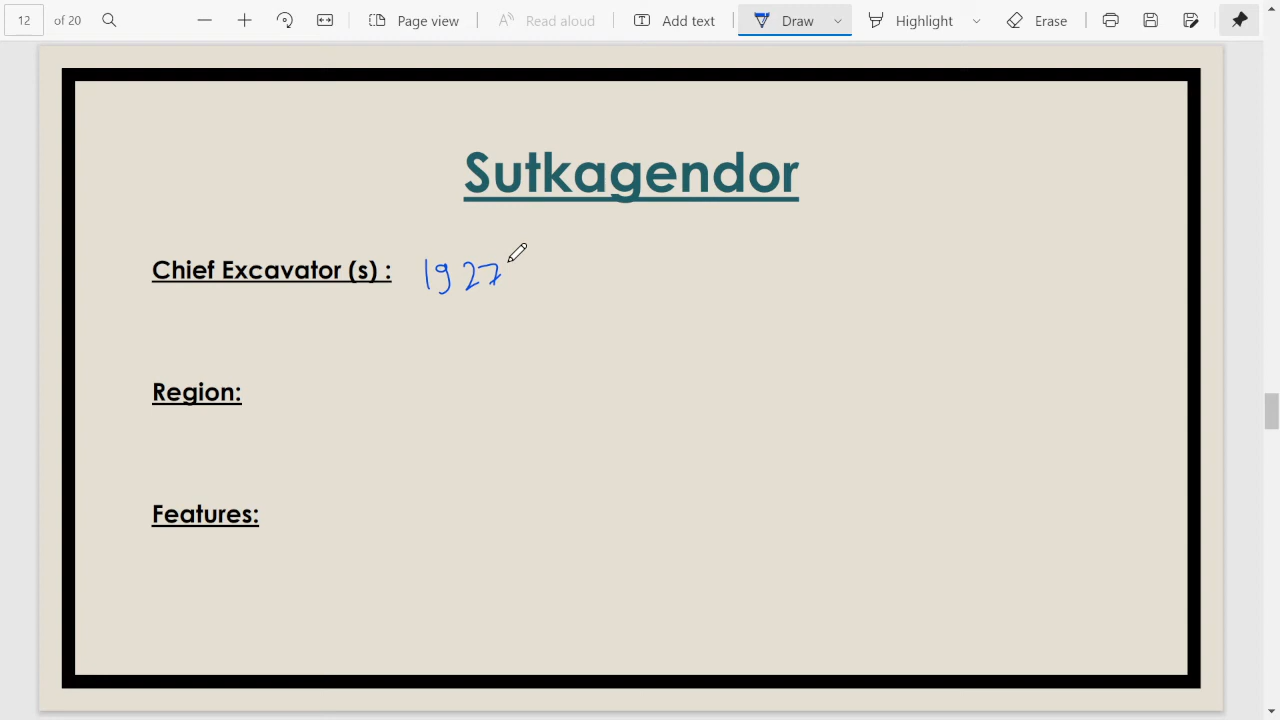 12 of 20 Page view Read aloud Add text Draw Highlight Erase
Sutkagendor
Chief Excavator (s) : 1927
Region:
Features: